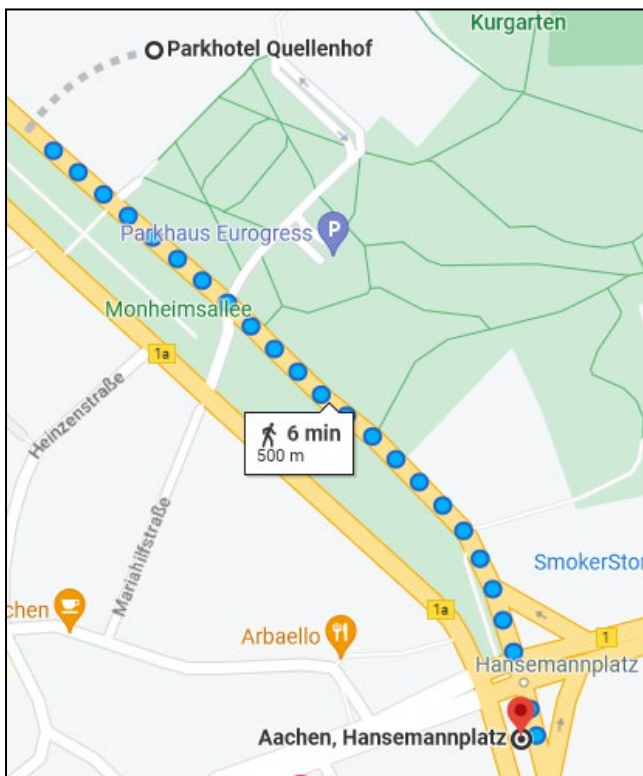 Kurgarten
Parkhotel Quellenhof
Parkhaus Eurogress
P
Monheimsallee
1a
Heinzenstraße
6 min
500 m
Mariahilfstraße
SmokerStor
chen
1a
Arbaello
1
Hansemannplatz
Aachen, Hansemannplatz